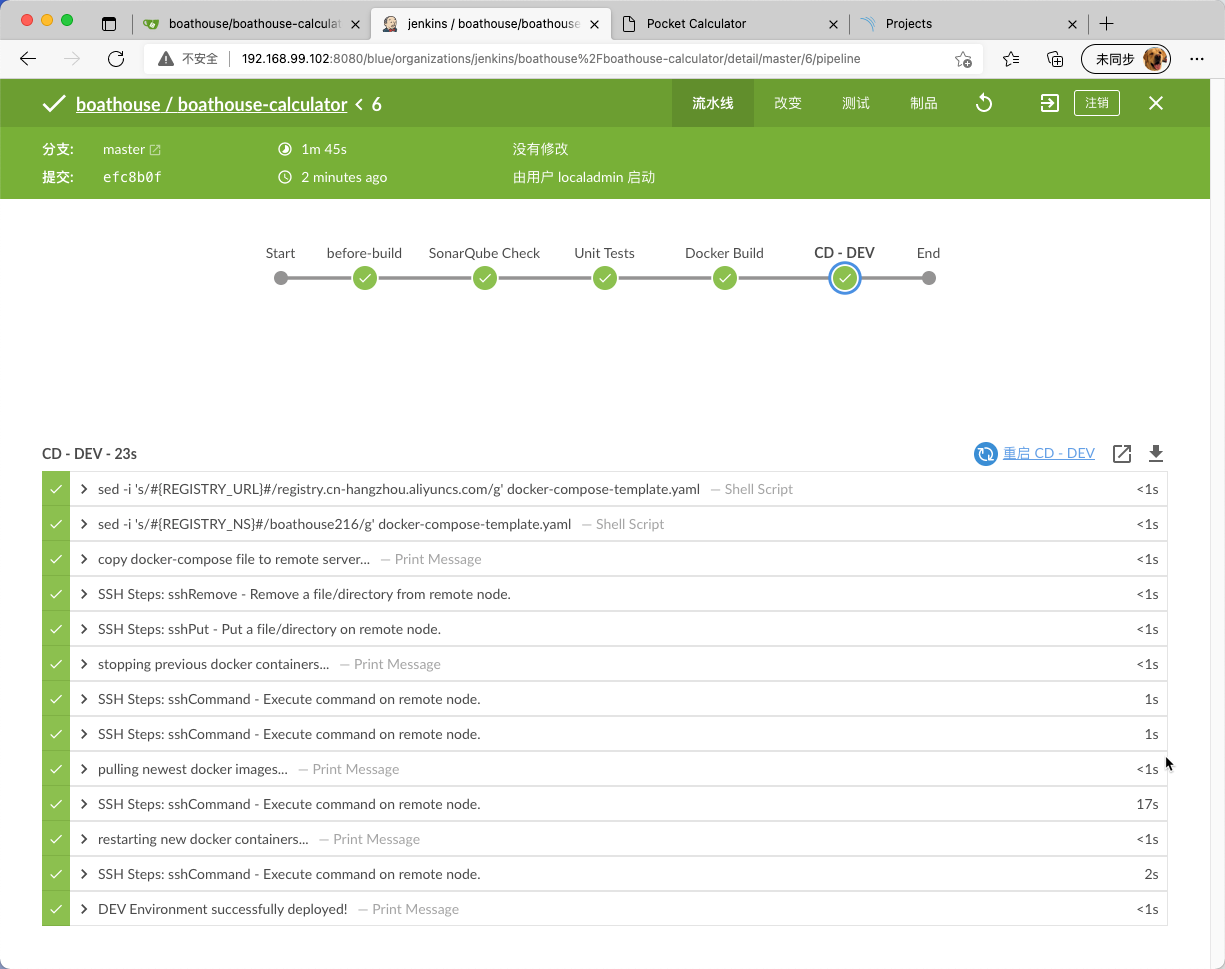 boathouse/boathouse-calculat
jenkins / boathouse/boathouse
Pocket Calculator
Projects
不安全
192.168.99.102:8080/blue/organizations/jenkins/boathouse%2Fboathouse-calculator/detail/master/6/pipeline
未同步
boathouse / boathouse-calculator < 6
流水线
改变
测试
制品
注销
分支: master
1m 45s
没有修改
提交: efc8b0f
2 minutes ago
由用户 localadmin 启动
Start
before-build
SonarQube Check
Unit Tests
Docker Build
CD - DEV
End
CD - DEV - 23s
重启 CD - DEV
sed -i 's/#{REGISTRY_URL}#/registry.cn-hangzhou.aliyuncs.com/g' docker-compose-template.yaml — Shell Script <1s
sed -i 's/#{REGISTRY_NS}#/boathouse216/g' docker-compose-template.yaml — Shell Script <1s
copy docker-compose file to remote server... — Print Message <1s
SSH Steps: sshRemove - Remove a file/directory from remote node. <1s
SSH Steps: sshPut - Put a file/directory on remote node. <1s
stopping previous docker containers... — Print Message <1s
SSH Steps: sshCommand - Execute command on remote node. 1s
SSH Steps: sshCommand - Execute command on remote node. 1s
pulling newest docker images... — Print Message <1s
SSH Steps: sshCommand - Execute command on remote node. 17s
restarting new docker containers... — Print Message <1s
SSH Steps: sshCommand - Execute command on remote node. 2s
DEV Environment successfully deployed! — Print Message <1s